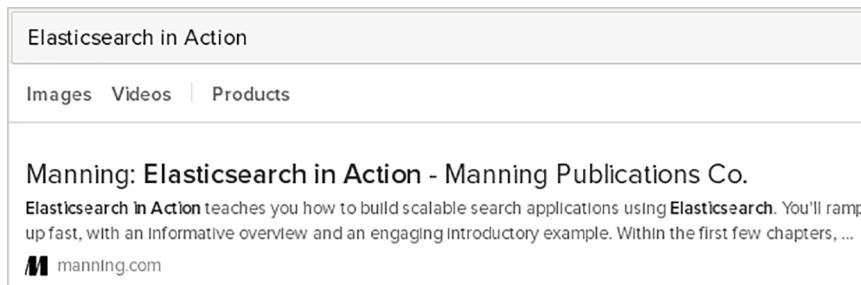 Elasticsearch in Action
Images Videos Products
Manning: Elasticsearch in Action - Manning Publications Co.
Elasticsearch in Action teaches you how to build scalable search applications using Elasticsearch. You'll ramp
up fast, with an informative overview and an engaging introductory example. Within the first few chapters, ...
manning.com